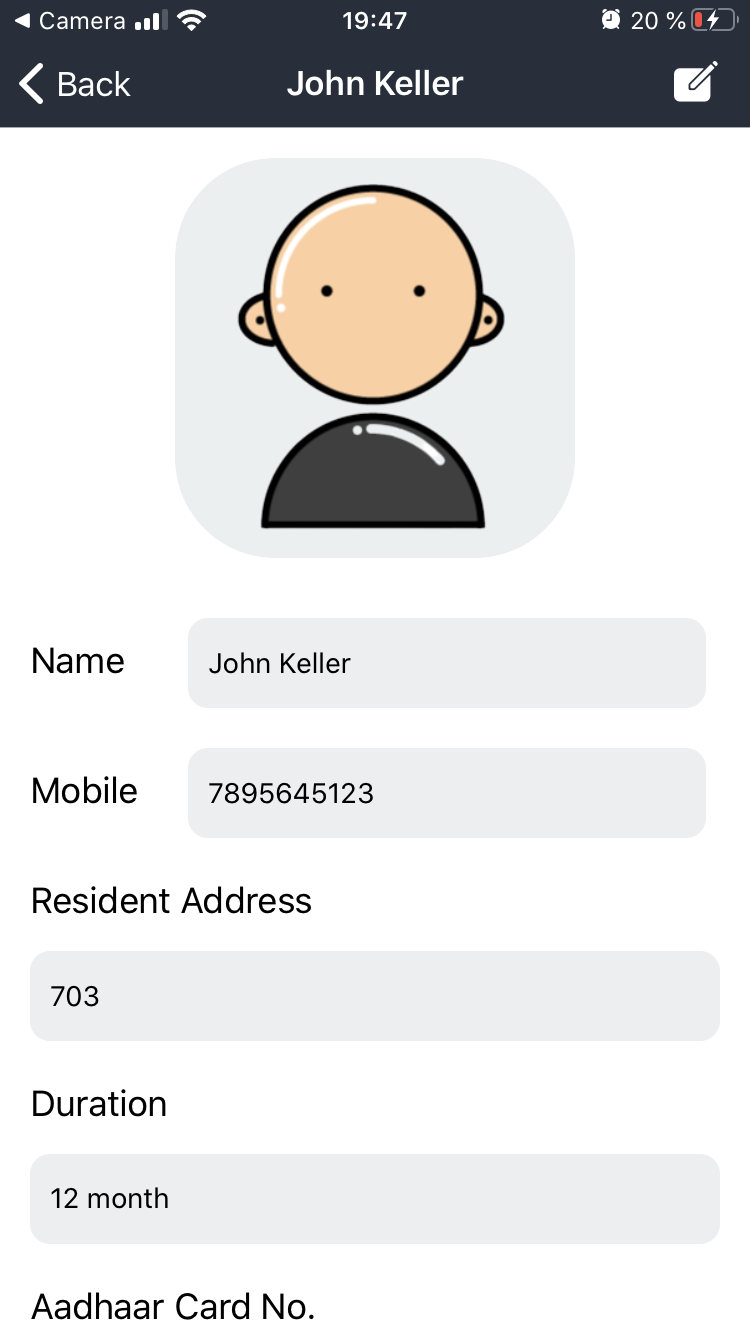 Camera 19:47 20 %
Back John Keller
Name John Keller
Mobile 7895645123
Resident Address
703
Duration
12 month
Aadhaar Card No.